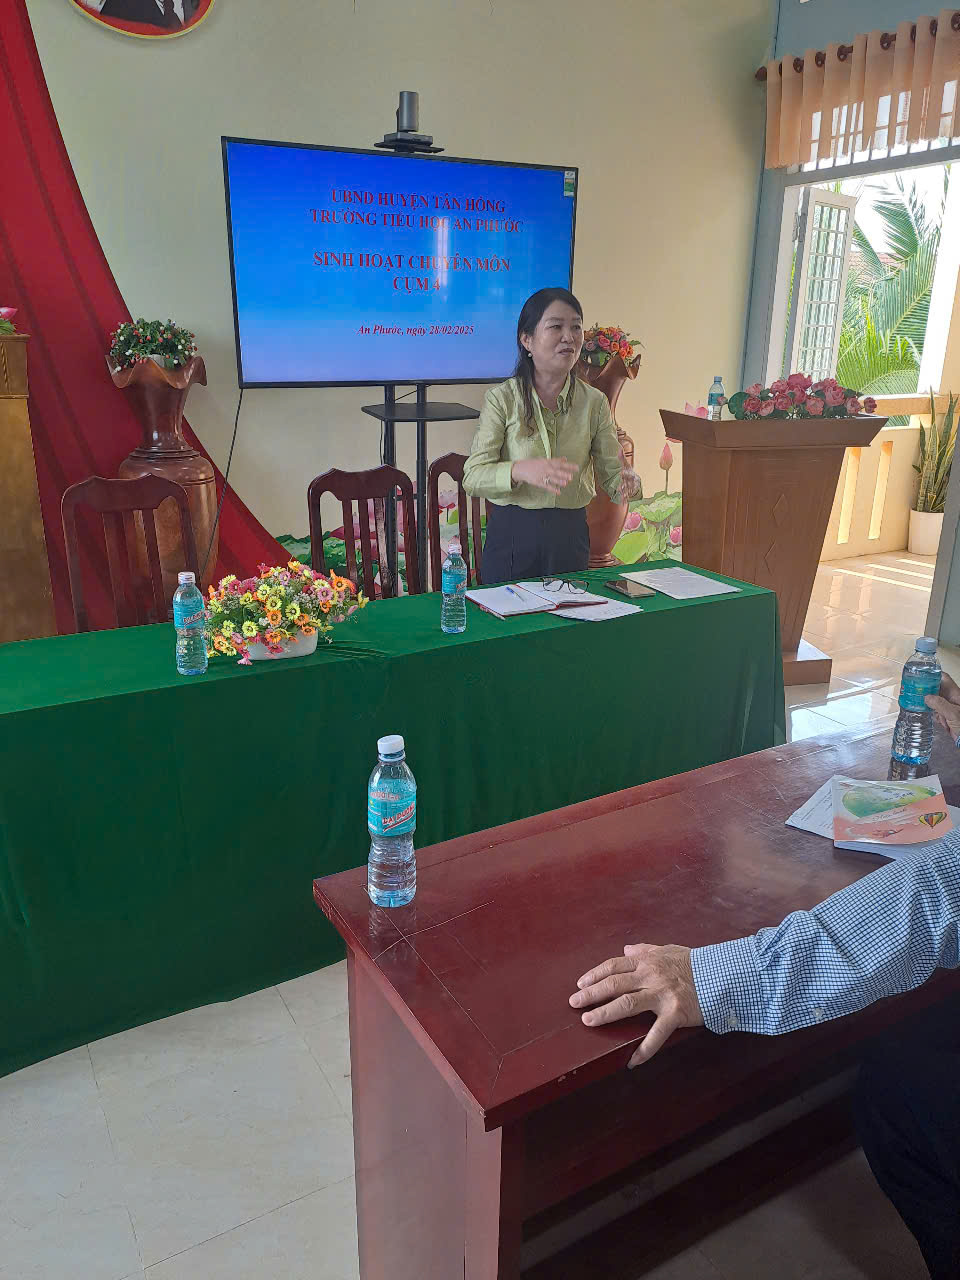 UBND HUYỆN TÂN HỒNG
TRƯỜNG TIỂU HỌC AN PHƯỚC
SINH HOẠT CHUYÊN MÔN
CỤM 4
An Phước, ngày 28/02/2025